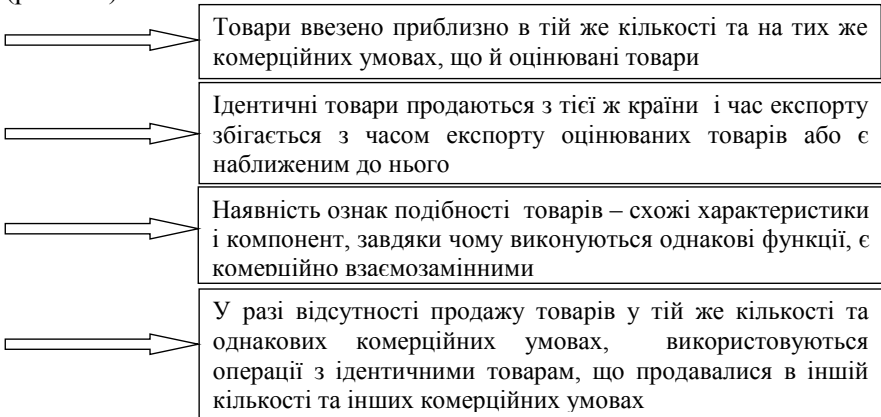 Товари ввезено приблизно в тій же кількості та на тих же
комерційних умовах, що й оцінювані товари
Ідентичні товари продаються з тієї ж країни і час експорту
збігається з часом експорту оцінюваних товарів або є
наближеним до нього
Наявність ознак подібності товарів – схожі характеристики
і компонент, завдяки чому виконуються однакові функції, є
комерційно взаємозамінними
У разі відсутності продажу товарів у тій же кількості та
однакових комерційних умовах, використовуються
операції з ідентичними товарам, що продавалися в іншій
кількості та інших комерційних умовах